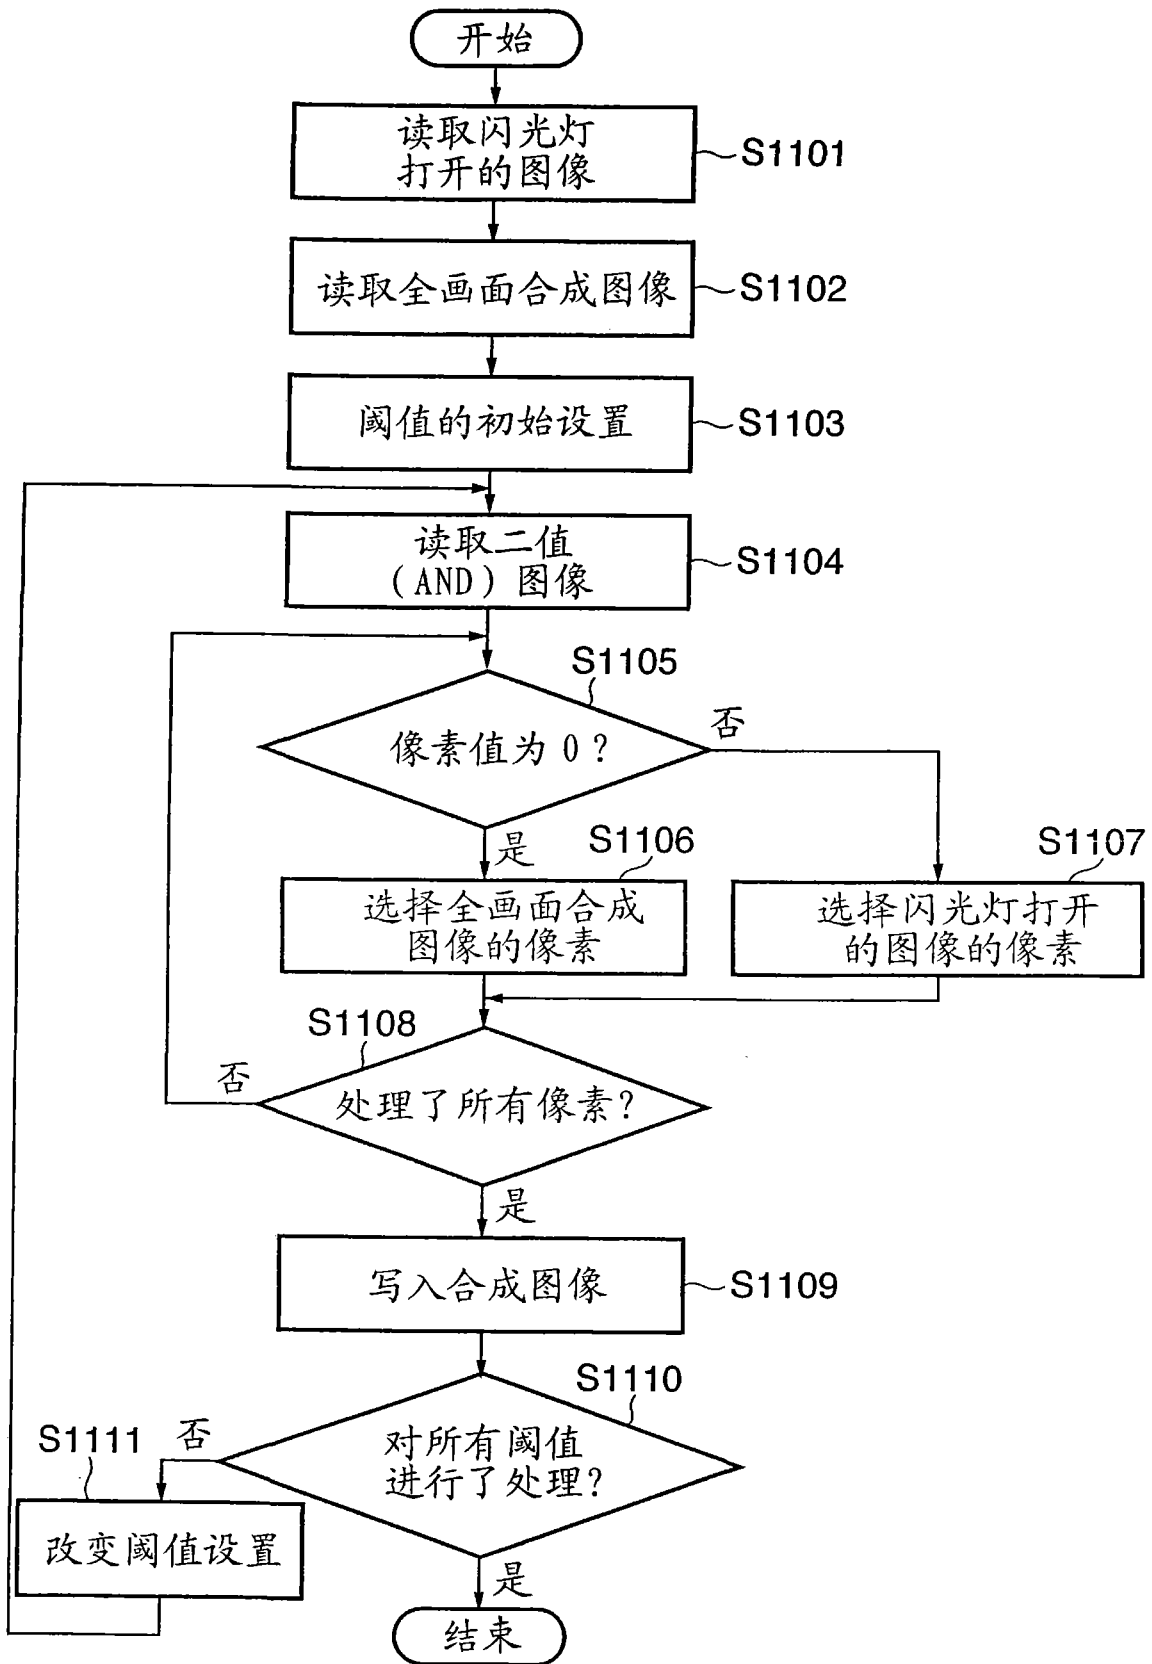 开始
读取闪光灯
打开的图像
S1101
读取全画面合成图像
S1102
阈值的初始设置
S1103
读取二值
(AND)图像
S1104
S1105
像素值为0?
否
是
S1106
选择全画面合成
图像的像素
S1107
选择闪光灯打开
的图像的像素
S1108
否
处理了所有像素?
是
写入合成图像
S1109
S1110
对所有阈值
进行了处理?
否
S1111
改变阈值设置
是
结束